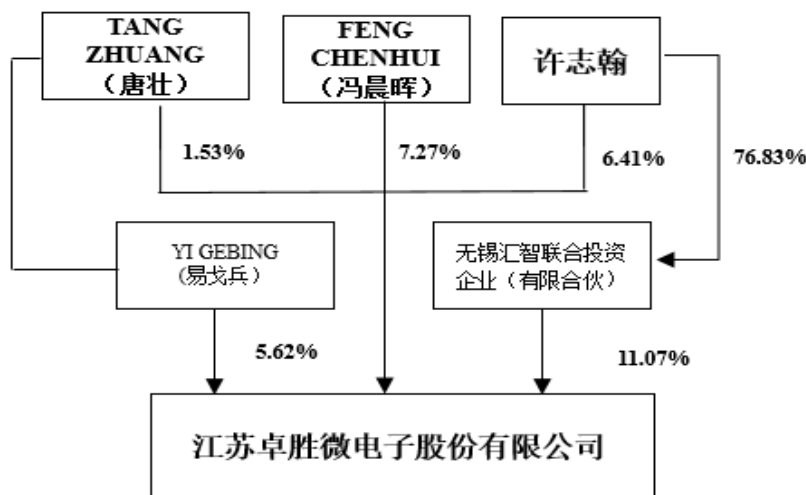 TANG
ZHUANG
（唐壮）
FENG
CHENHUI
（冯晨晖）
许志翰
1.53%
7.27%
6.41%
76.83%
YI GEBING
(易戈兵）
无锡汇智联合投资
企业（有限合伙）
5.62%
11.07%
江苏卓胜微电子股份有限公司